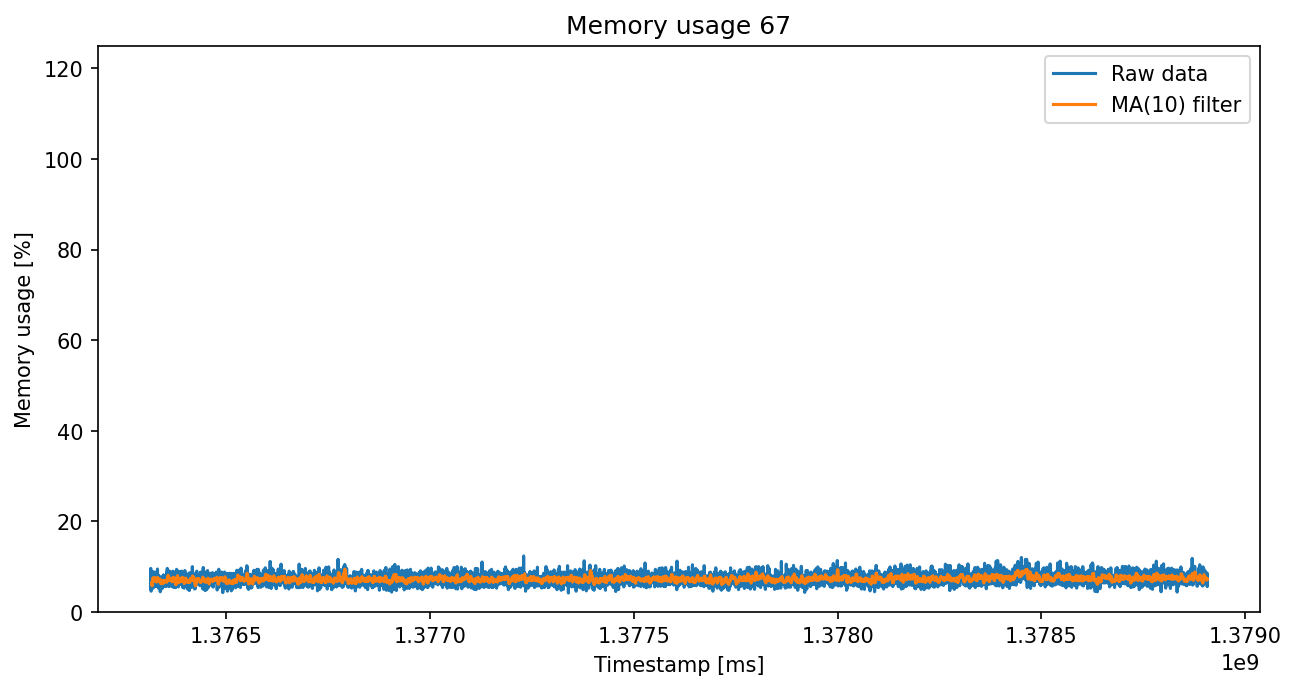 Memory usage 67
Raw data
MA(10) filter
Memory usage [%]
120
100
80
60
40
20
0
1.3765 1.3770 1.3775 1.3780 1.3785 1.3790
1e9
Timestamp [ms]